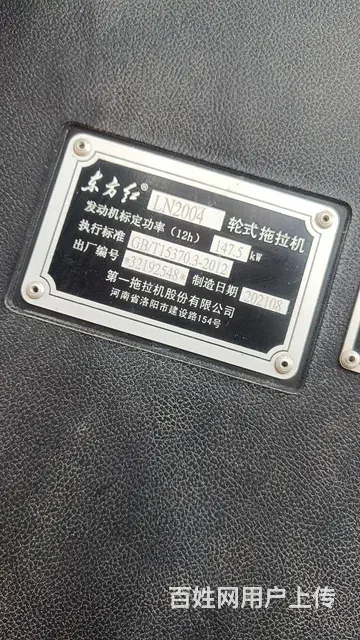 东方红® LN2004 轮式拖拉机
发动机标定功率(12h) 147.5 kW
执行标准 GB/T15370.3-2012
出厂编号 *32192548* 制造日期 202108
第一拖拉机股份有限公司
河南省洛阳市建设路154号
百姓网用户上传